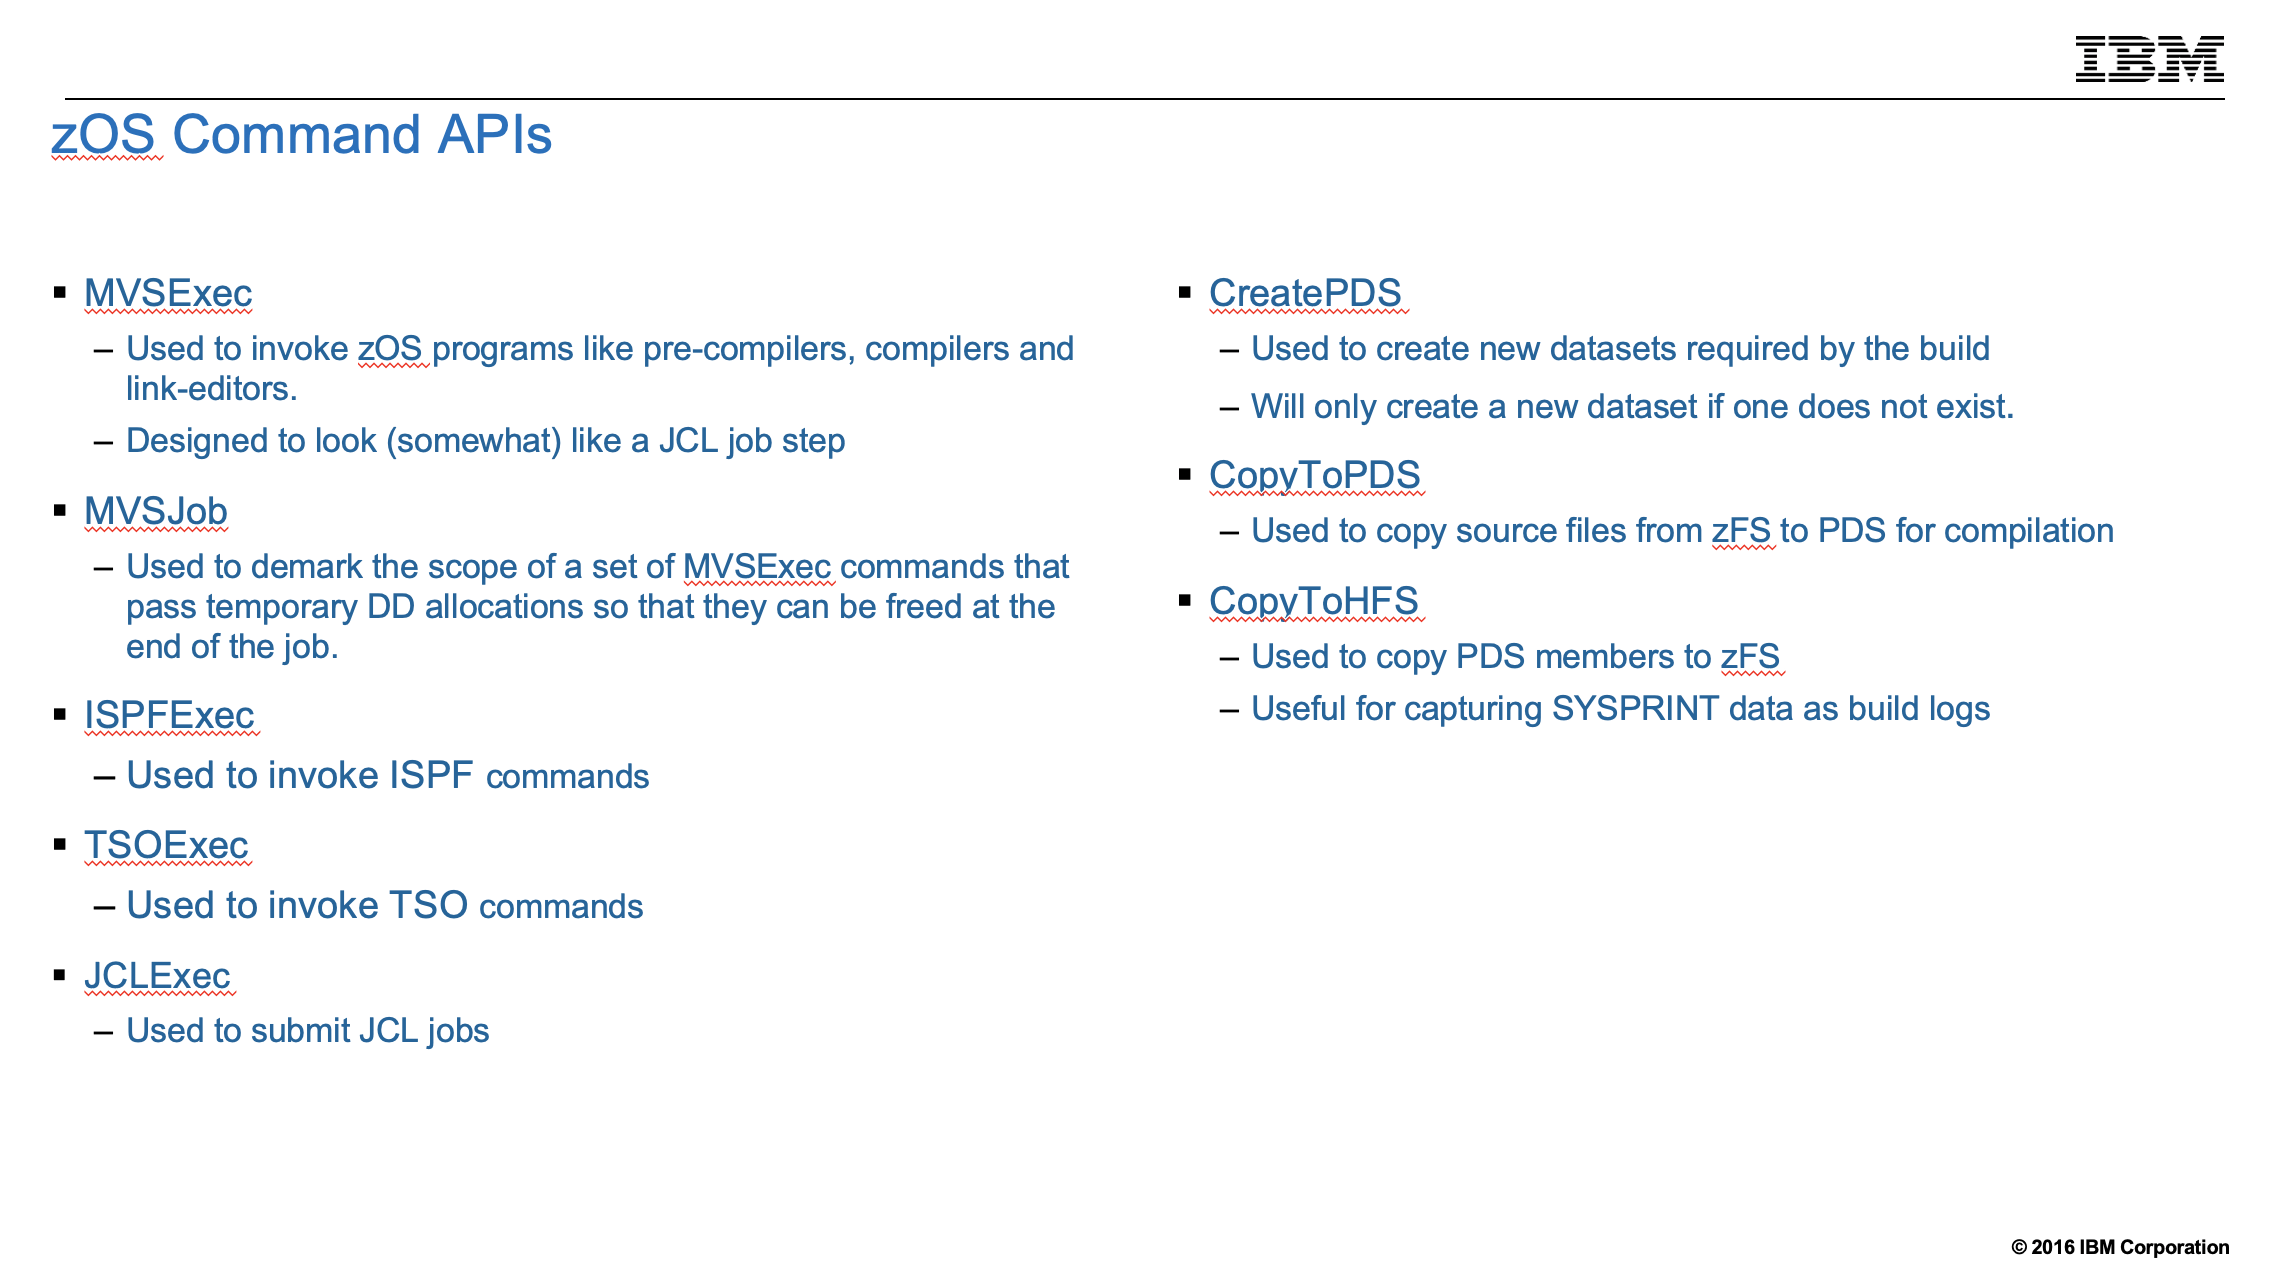 IBM
zOS Command APIs
▪ MVSExec
– Used to invoke zOS programs like pre-compilers, compilers and
link-editors.
– Designed to look (somewhat) like a JCL job step
▪ MVSJob
– Used to demark the scope of a set of MVSExec commands that
pass temporary DD allocations so that they can be freed at the
end of the job.
▪ ISPFExec
– Used to invoke ISPF commands
▪ TSOExec
– Used to invoke TSO commands
▪ JCLExec
– Used to submit JCL jobs
▪ CreatePDS
– Used to create new datasets required by the build
– Will only create a new dataset if one does not exist.
▪ CopyToPDS
– Used to copy source files from zFS to PDS for compilation
▪ CopyToHFS
– Used to copy PDS members to zFS
– Useful for capturing SYSPRINT data as build logs
© 2016 IBM Corporation